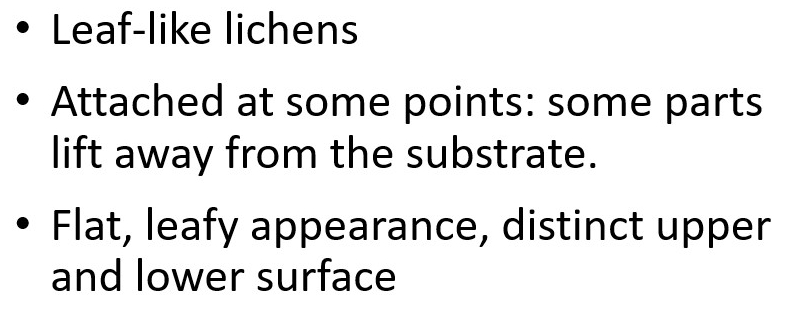 • Leaf-like lichens
• Attached at some points: some parts
lift away from the substrate.
• Flat, leafy appearance, distinct upper
and lower surface